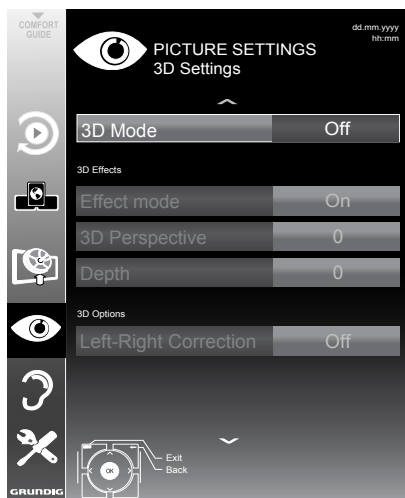 COMFORT
GUIDE
dd.mm.yyyy
hh:mm
PICTURE SETTINGS
3D Settings
3D Mode Off
3D Effects
Effect mode On
3D Perspective 0
Depth 0
3D Options
Left-Right Correction Off
Exit
Back
OK
GRUNDIG